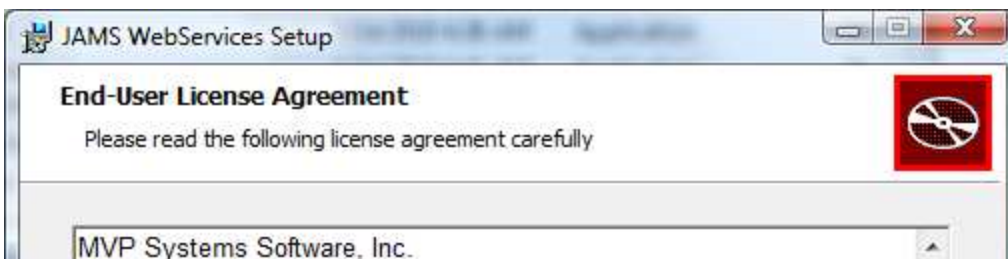 JAMS WebServices Setup
End-User License Agreement
Please read the following license agreement carefully
MVP Systems Software, Inc.